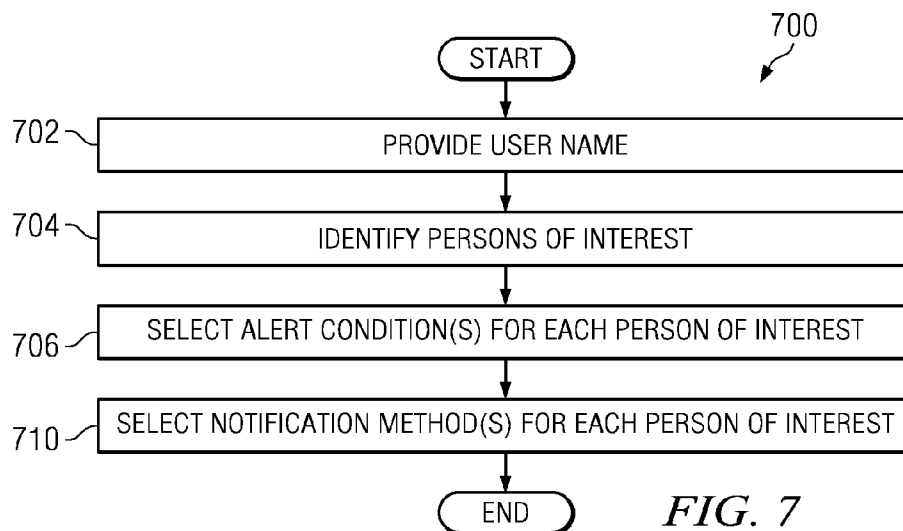 700
START
702
PROVIDE USER NAME
704
IDENTIFY PERSONS OF INTEREST
706
SELECT ALERT CONDITION(S) FOR EACH PERSON OF INTEREST
710
SELECT NOTIFICATION METHOD(S) FOR EACH PERSON OF INTEREST
END
FIG. 7